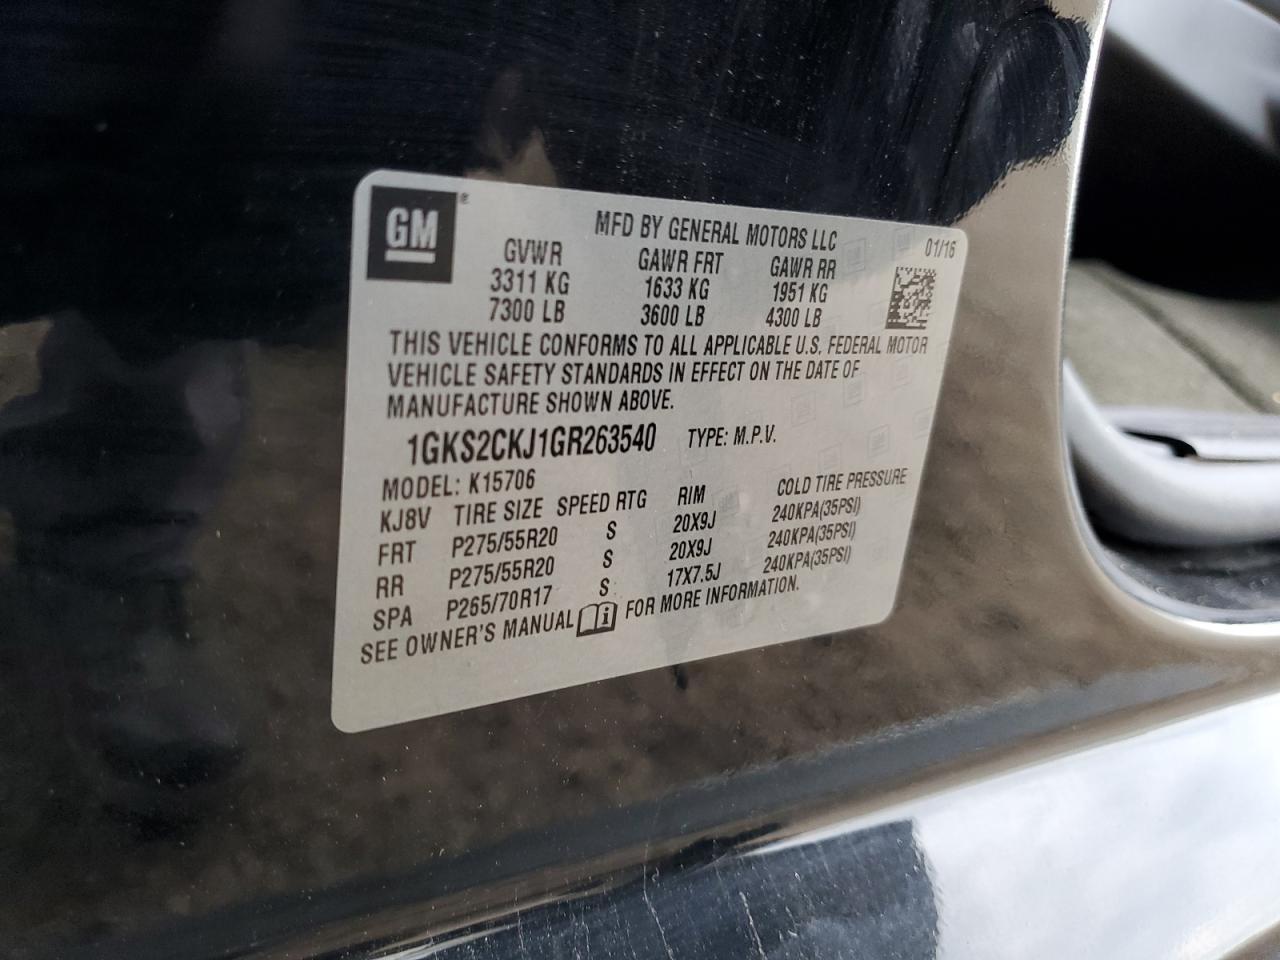 GM®
MFD BY GENERAL MOTORS LLC 01/16
GVWR GAWR FRT GAWR RR
3311 KG 1633 KG 1951 KG
7300 LB 3600 LB 4300 LB
THIS VEHICLE CONFORMS TO ALL APPLICABLE U.S. FEDERAL MOTOR
VEHICLE SAFETY STANDARDS IN EFFECT ON THE DATE OF
MANUFACTURE SHOWN ABOVE.
1GKS2CKJ1GR263540 TYPE: M.P.V.
MODEL: K15706
KJ8V TIRE SIZE SPEED RTG RIM COLD TIRE PRESSURE
FRT P275/55R20 S 20X9J 240KPA(35PSI)
RR P275/55R20 S 20X9J 240KPA(35PSI)
SPA P265/70R17 S 17X7.5J 240KPA(35PSI)
SEE OWNER'S MANUAL i FOR MORE INFORMATION.